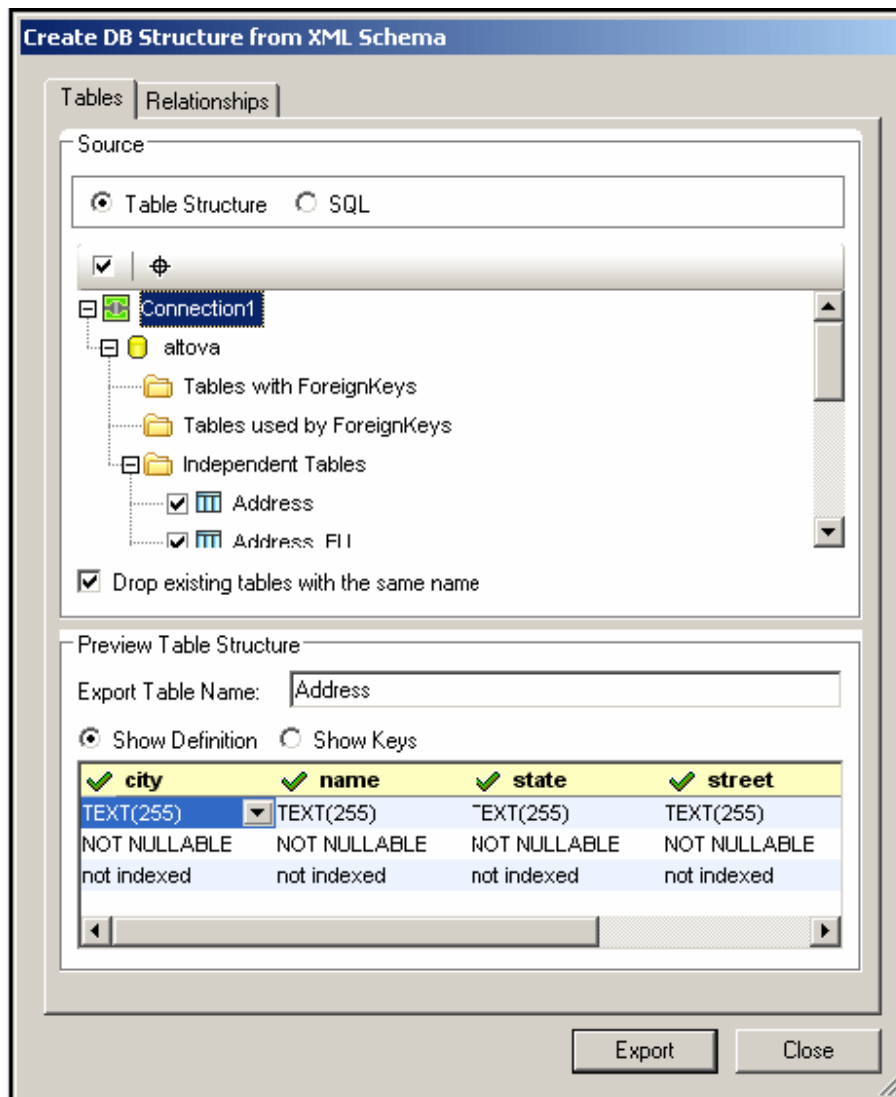 Create DB Structure from XML Schema
Tables Relationships
Source
Table Structure SQL
Connection1
altova
Tables with ForeignKeys
Tables used by ForeignKeys
Independent Tables
Address
Address_EU
Drop existing tables with the same name
Preview Table Structure
Export Table Name: Address
Show Definition Show Keys
city name state street
TEXT(255) TEXT(255) TEXT(255) TEXT(255)
NOT NULLABLE NOT NULLABLE NOT NULLABLE NOT NULLABLE
not indexed not indexed not indexed not indexed
Export Close